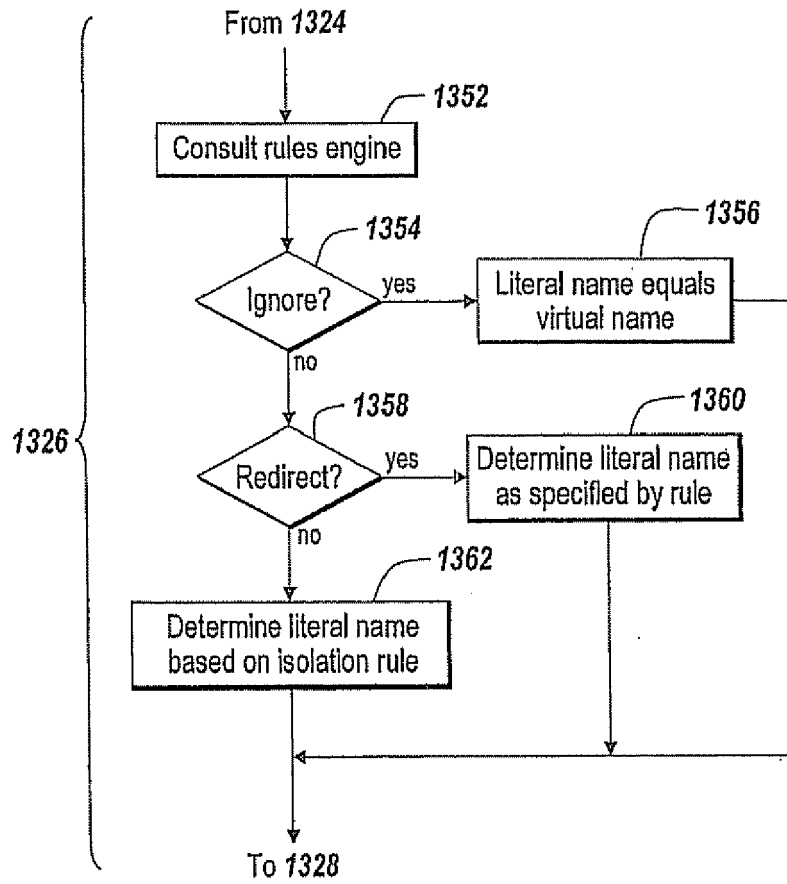 From 1324
1352
Consult rules engine
1354
1356
Ignore?
yes
Literal name equals
virtual name
no
1358
1360
1326
Redirect?
yes
Determine literal name
as specified by rule
no
1362
Determine literal name
based on isolation rule
To 1328